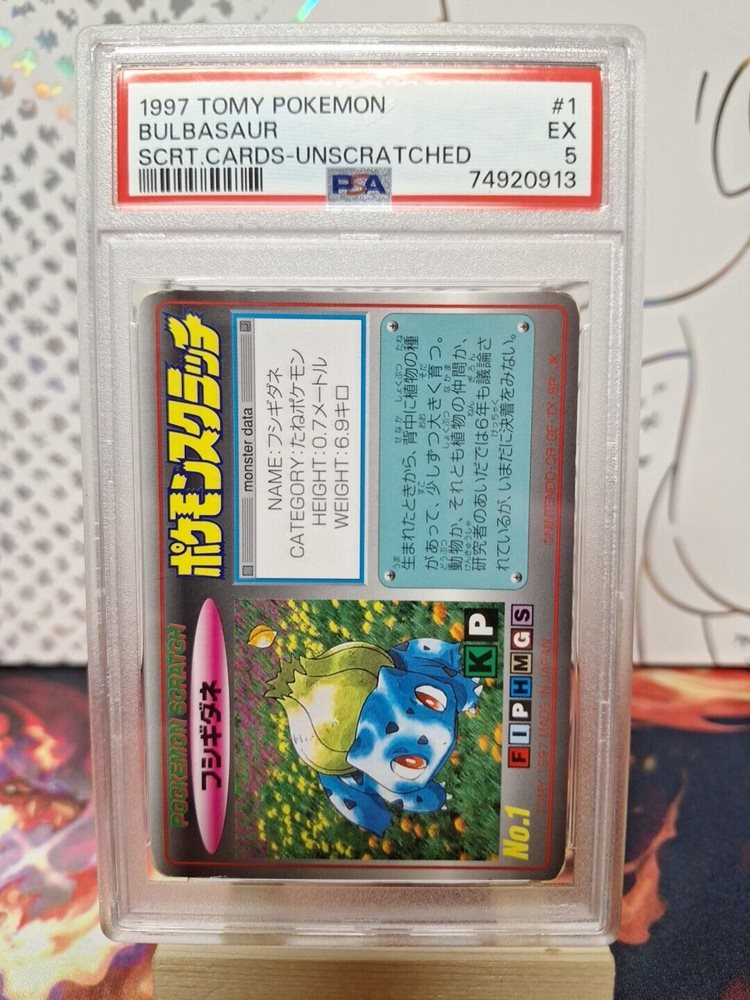 1997 TOMY POKEMON #1
BULBASAUR EX
SCRT.CARDS-UNSCRATCHED 5
PSA 74920913
ポケモンスクラッチ
POCKEMON SCRATCH
フシギダネ
monster data
NAME:フシギダネ
CATEGORY:たねポケモン
HEIGHT:0.7メートル
WEIGHT:6.9キロ
生まれたときから、背中に植物の種
があって、少しずつ大きく育つ。
動物か、それとも植物の仲間か、
研究者のあいだでは6年も議論さ
れているが、いまだに決着をみない。
K P
F I P H M G S
No.1